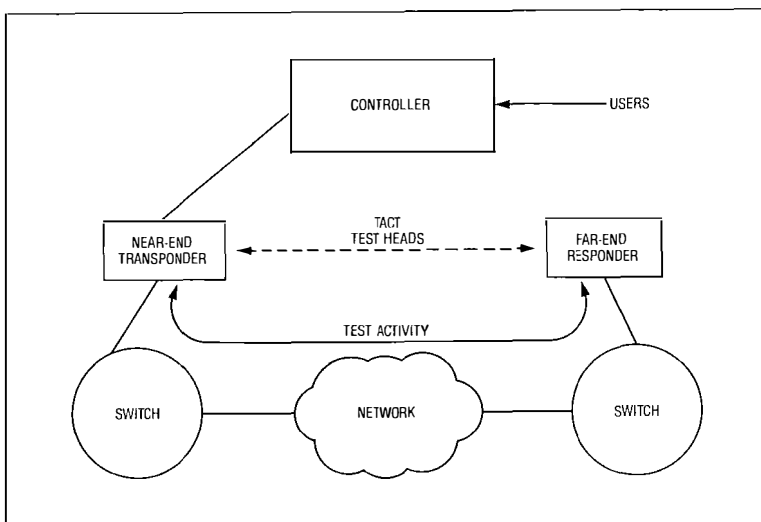 CONTROLLER
USERS
NEAR-END
TRANSPONDER
TACT
TEST HEADS
FAR-END
RESPONDER
TEST ACTIVITY
SWITCH
NETWORK
SWITCH